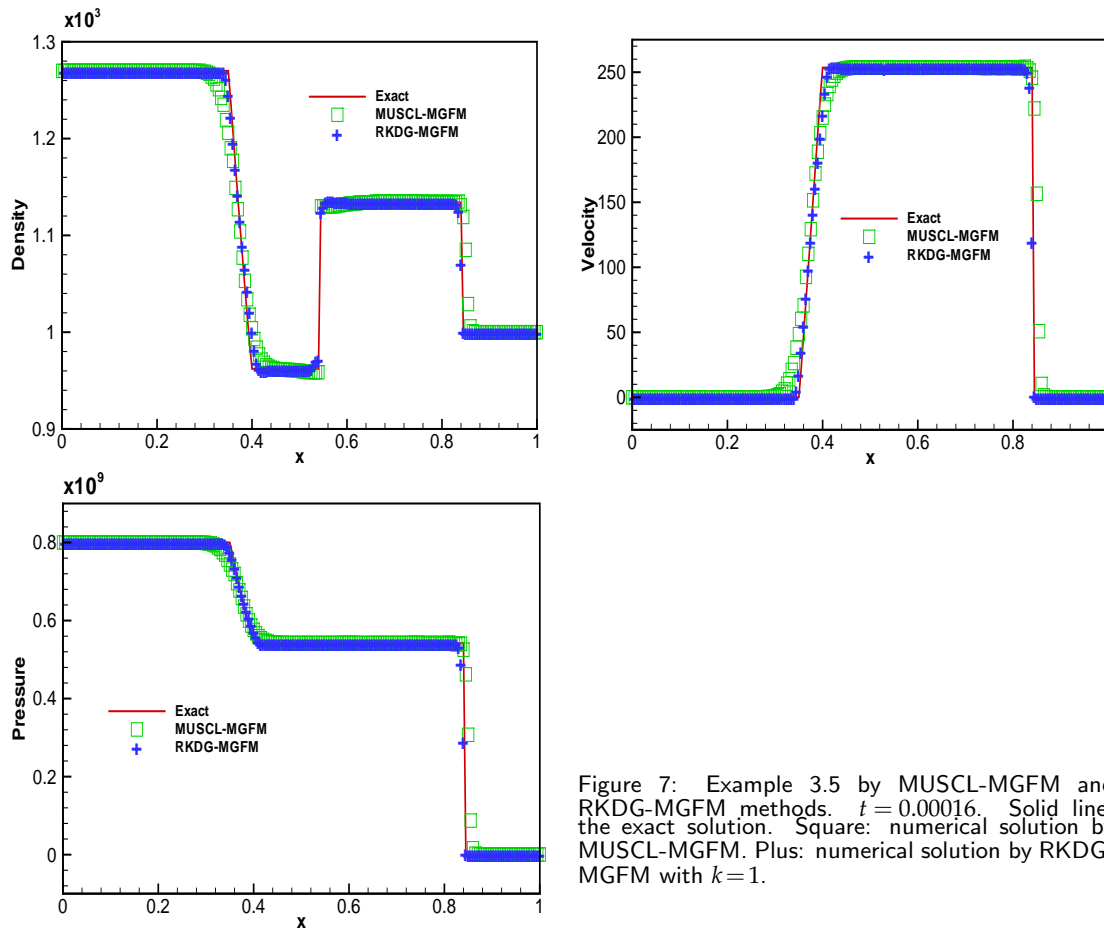 x10³
1.3
1.2
1.1
1
0.9
Density
Exact
MUSCL-MGFM
RKDG-MGFM
0
0.2
0.4
0.6
0.8
1
x
250
200
150
100
50
0
Velocity
Exact
MUSCL-MGFM
RKDG-MGFM
0
0.2
0.4
0.6
0.8
x
x10⁹
0.8
0.6
0.4
0.2
0
Pressure
Exact
MUSCL-MGFM
RKDG-MGFM
0
0.2
0.4
0.6
0.8
1
x
Figure 7: Example 3.5 by MUSCL-MGFM and
RKDG-MGFM methods. t = 0.00016. Solid line
the exact solution. Square: numerical solution b
MUSCL-MGFM. Plus: numerical solution by RKDG
MGFM with k=1.